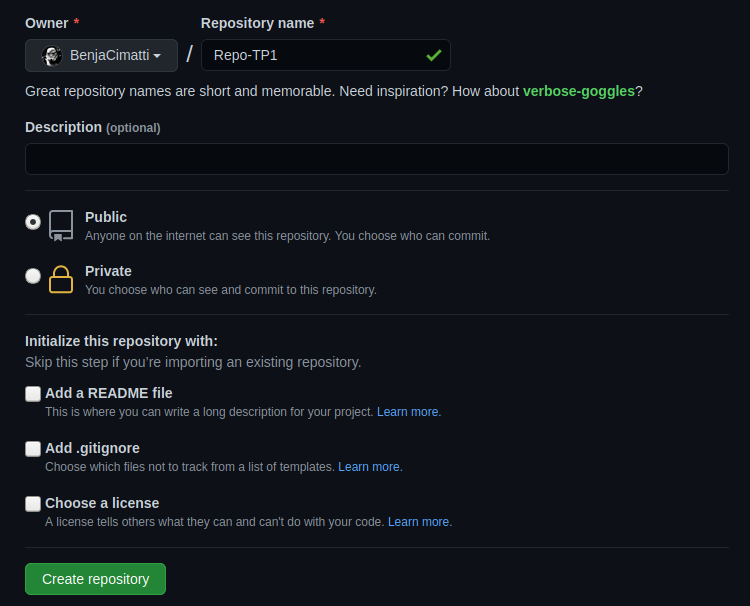 Owner * Repository name *
BenjaCimatti / Repo-TP1
Great repository names are short and memorable. Need inspiration? How about verbose-goggles?
Description (optional)
Public
Anyone on the internet can see this repository. You choose who can commit.
Private
You choose who can see and commit to this repository.
Initialize this repository with:
Skip this step if you're importing an existing repository.
Add a README file
This is where you can write a long description for your project. Learn more.
Add .gitignore
Choose which files not to track from a list of templates. Learn more.
Choose a license
A license tells others what they can and can't do with your code. Learn more.
Create repository